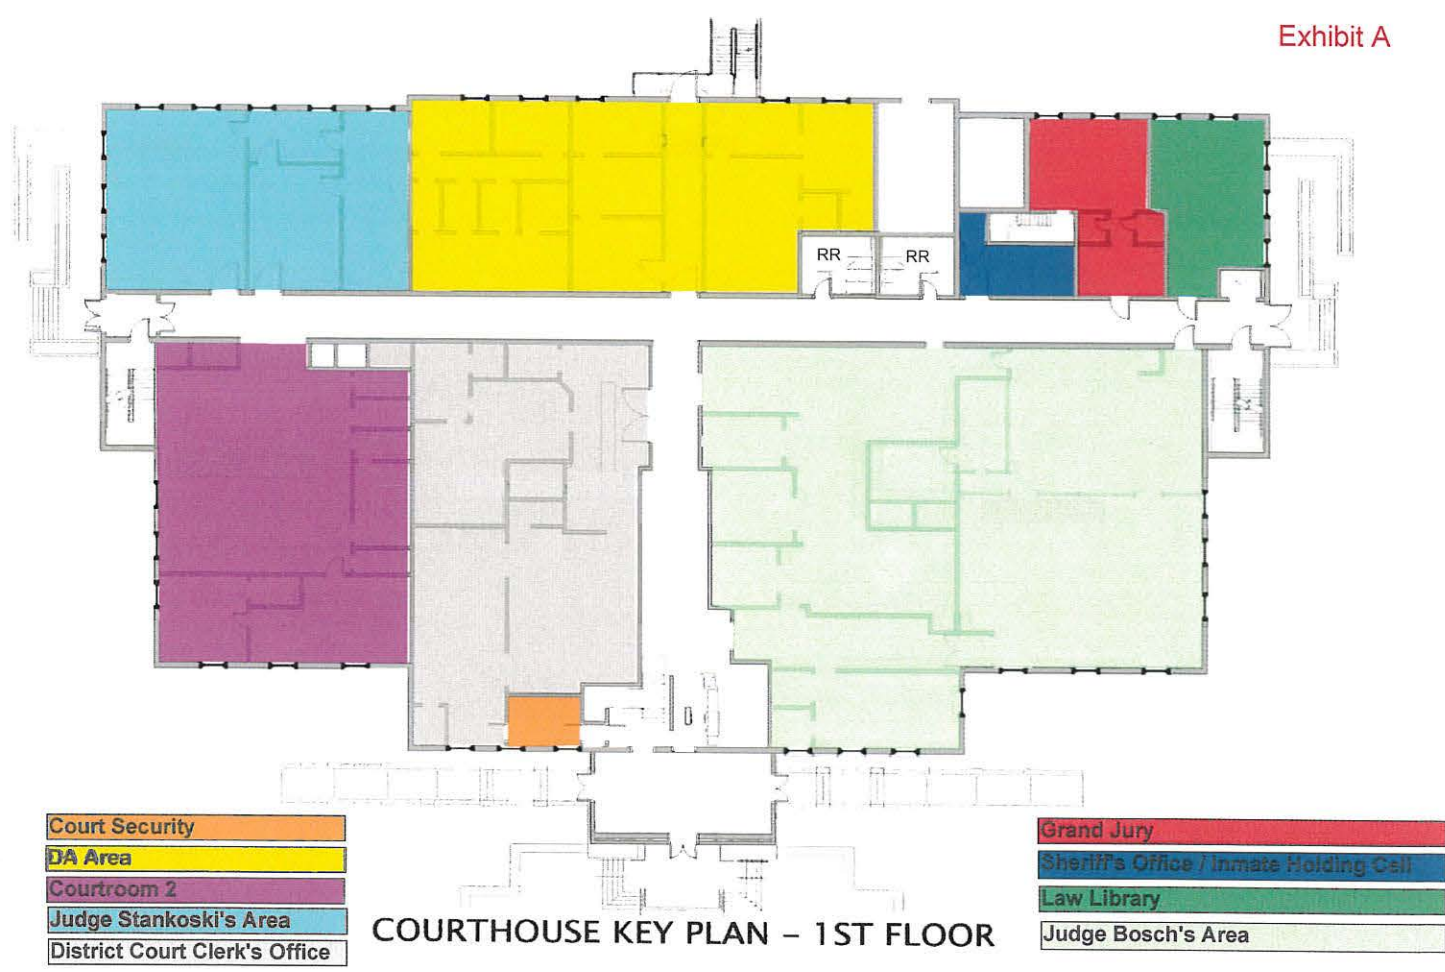 Exhibit A
RR
RR
Court Security
DA Area
Courtroom 2
Judge Stankoski's Area
District Court Clerk's Office
COURTHOUSE KEY PLAN – 1ST FLOOR
Grand Jury
Sheriff's Office / Inmate Holding Cell
Law Library
Judge Bosch's Area